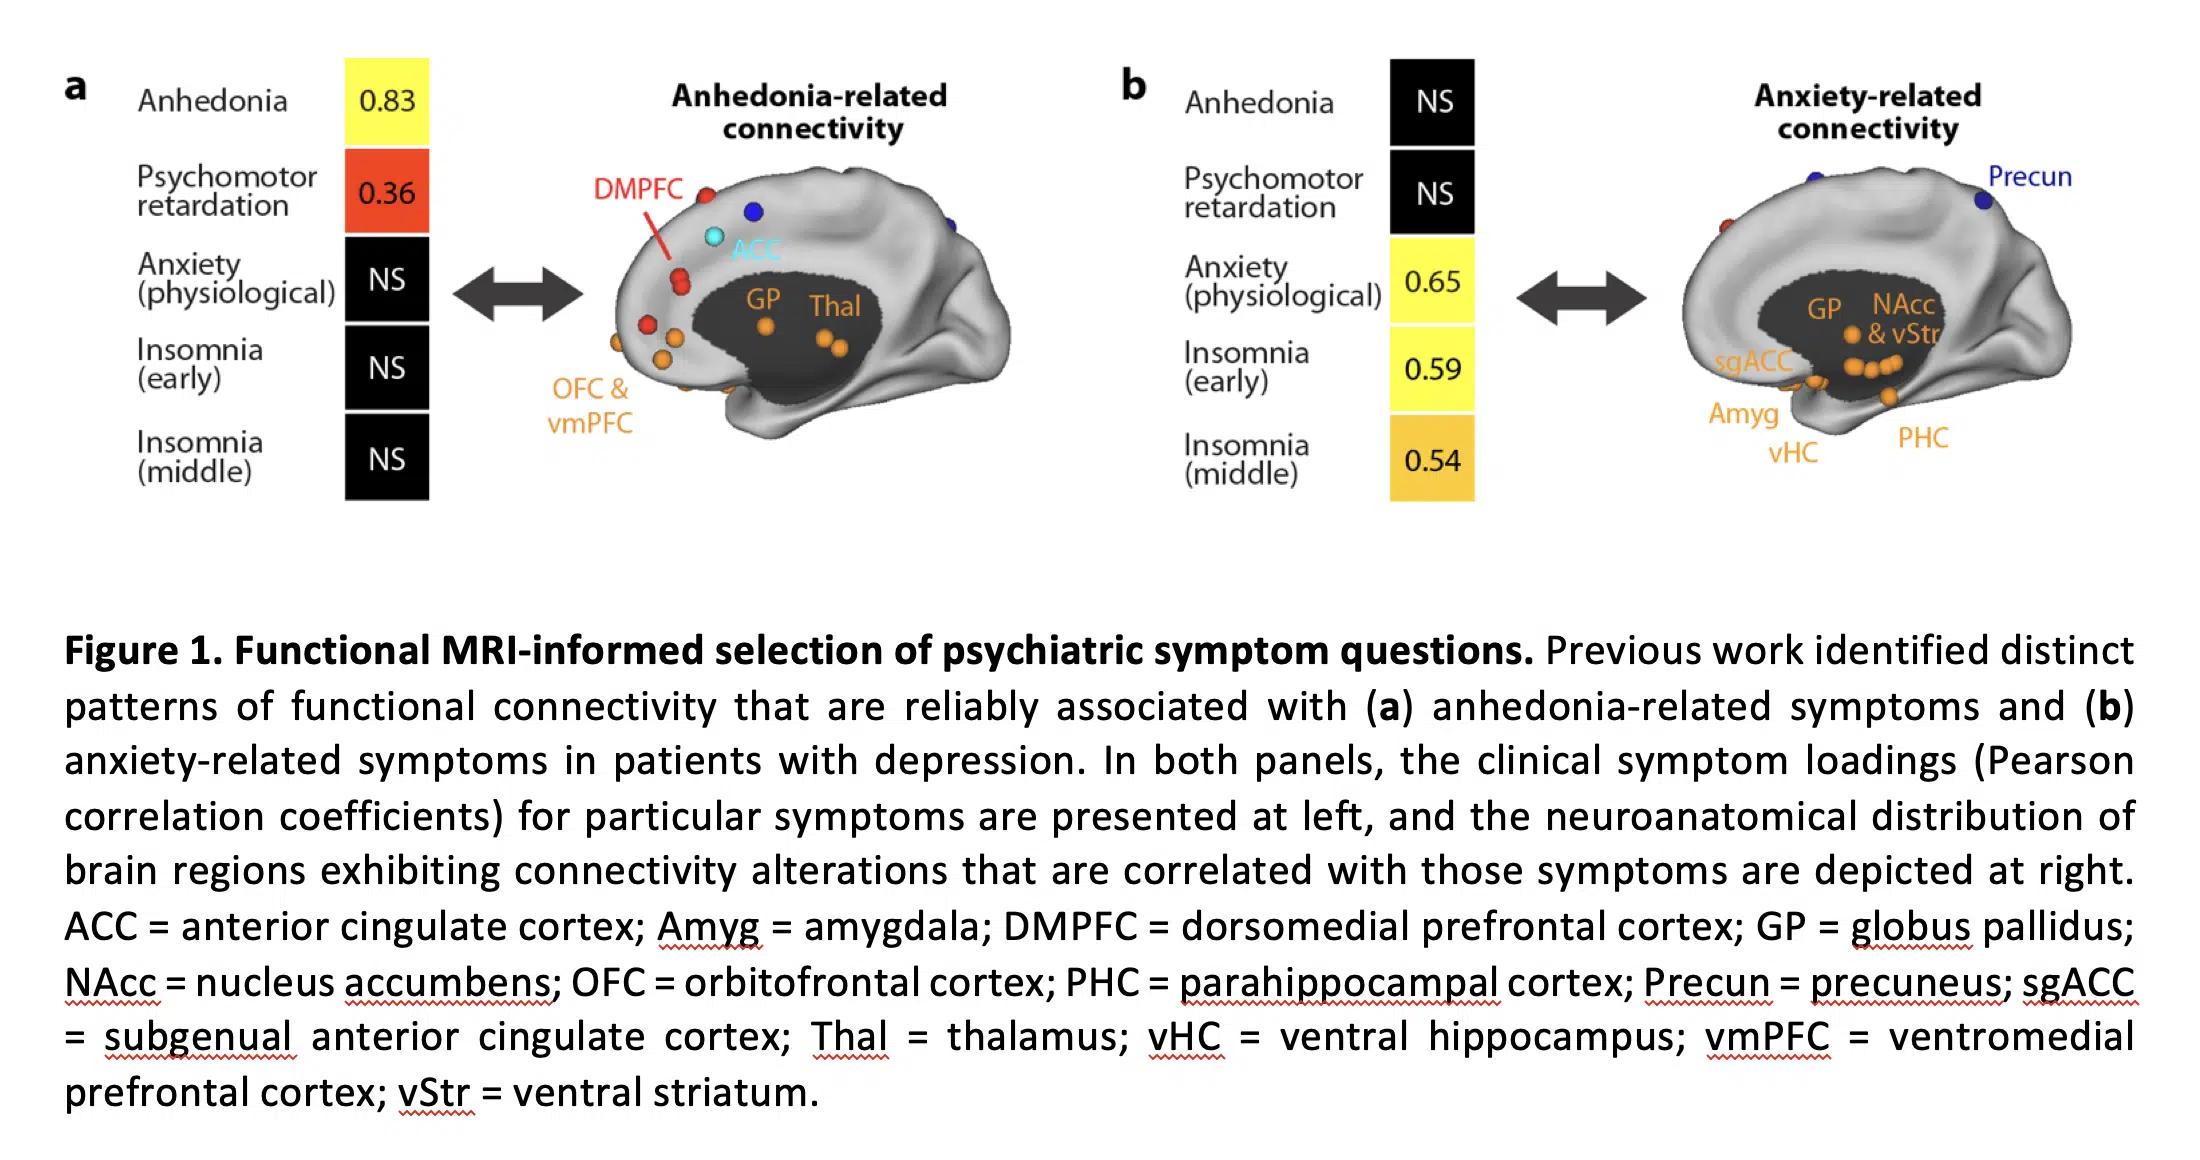 a
Anhedonia
0.83
Psychomotor
retardation
0.36
Anxiety
(physiological)
NS
Insomnia
(early)
NS
Insomnia
(middle)
NS
Anhedonia-related
connectivity
DMPFC
ACC
GP
Thal
OFC &
vmPFC
b
Anhedonia
NS
Psychomotor
retardation
NS
Anxiety
(physiological)
0.65
Insomnia
(early)
0.59
Insomnia
(middle)
0.54
Anxiety-related
connectivity
Precun
GP
NAcc
& vStr
sgACC
Amyg
vHC
PHC
Figure 1. Functional MRI-informed selection of psychiatric symptom questions. Previous work identified distinct
patterns of functional connectivity that are reliably associated with (a) anhedonia-related symptoms and (b)
anxiety-related symptoms in patients with depression. In both panels, the clinical symptom loadings (Pearson
correlation coefficients) for particular symptoms are presented at left, and the neuroanatomical distribution of
brain regions exhibiting connectivity alterations that are correlated with those symptoms are depicted at right.
ACC = anterior cingulate cortex; Amyg = amygdala; DMPFC = dorsomedial prefrontal cortex; GP = globus pallidus;
NAcc = nucleus accumbens; OFC = orbitofrontal cortex; PHC = parahippocampal cortex; Precun = precuneus; sgACC
= subgenual anterior cingulate cortex; Thal = thalamus; vHC = ventral hippocampus; vmPFC = ventromedial
prefrontal cortex; vStr = ventral striatum.